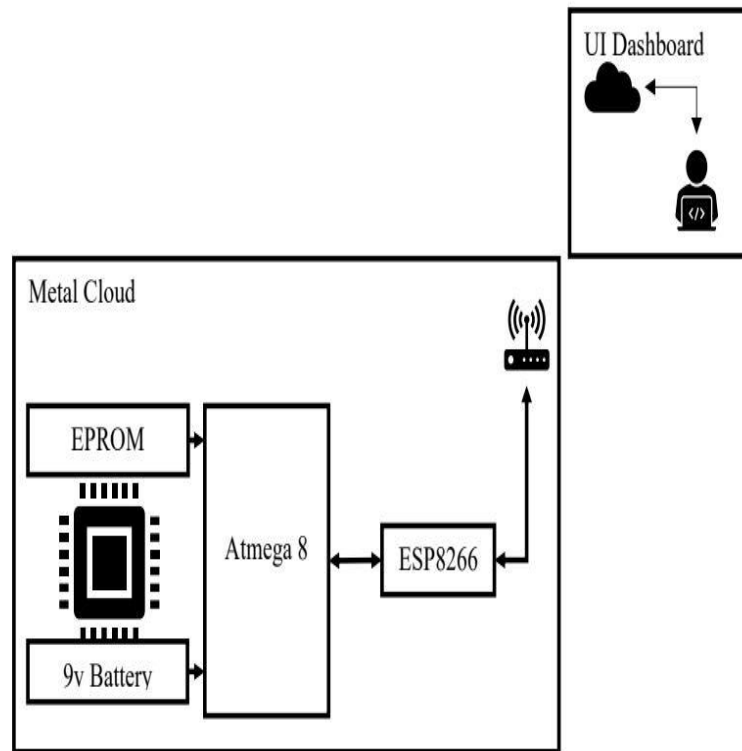 UI Dashboard
</>
Metal Cloud
EPROM
Atmega 8
ESP8266
9v Battery